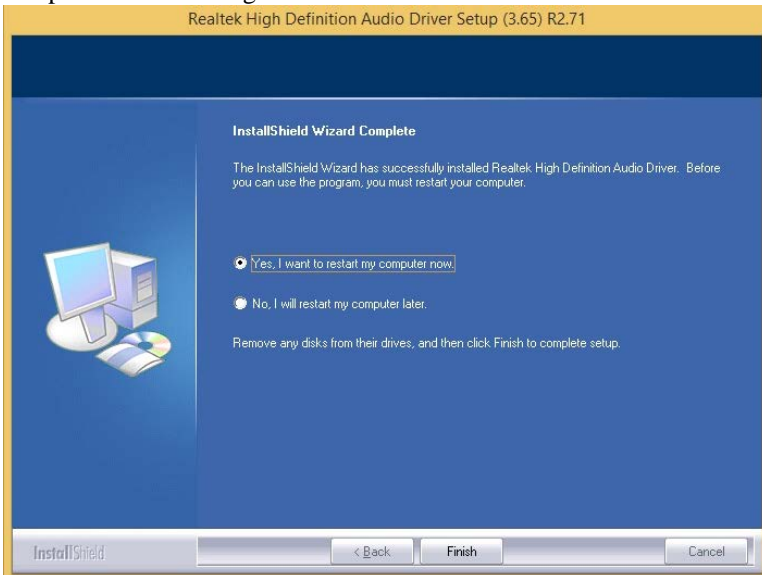 Realtek High Definition Audio Driver Setup (3.65) R2.71
InstallShield Wizard Complete
The InstallShield Wizard has successfully installed Realtek High Definition Audio Driver. Before
you can use the program, you must restart your computer.
Yes, I want to restart my computer now.
No, I will restart my computer later.
Remove any disks from their drives, and then click Finish to complete setup.
InstallShield
< Back
Finish
Cancel